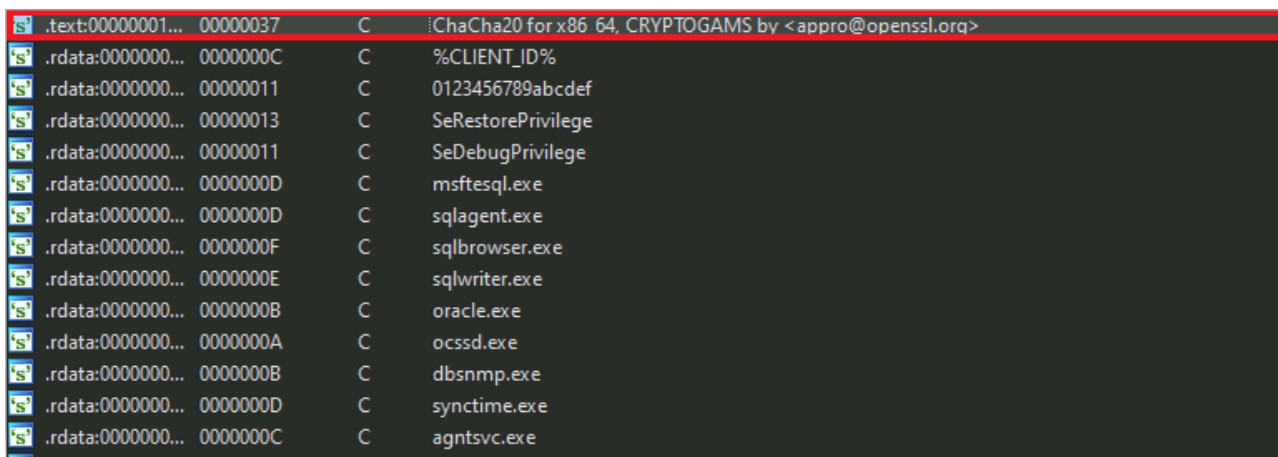 's' .text:00000001... 00000037 C ChaCha20 for x86_64, CRYPTOGAMS by <appro@openssl.org>
's' .rdata:0000000... 0000000C C %CLIENT_ID%
's' .rdata:0000000... 00000011 C 0123456789abcdef
's' .rdata:0000000... 00000013 C SeRestorePrivilege
's' .rdata:0000000... 00000011 C SeDebugPrivilege
's' .rdata:0000000... 0000000D C msftesql.exe
's' .rdata:0000000... 0000000D C sqlagent.exe
's' .rdata:0000000... 0000000F C sqlbrowser.exe
's' .rdata:0000000... 0000000E C sqlwriter.exe
's' .rdata:0000000... 0000000B C oracle.exe
's' .rdata:0000000... 0000000A C ocssd.exe
's' .rdata:0000000... 0000000B C dbsnmp.exe
's' .rdata:0000000... 0000000D C synctime.exe
's' .rdata:0000000... 0000000C C agntsvc.exe